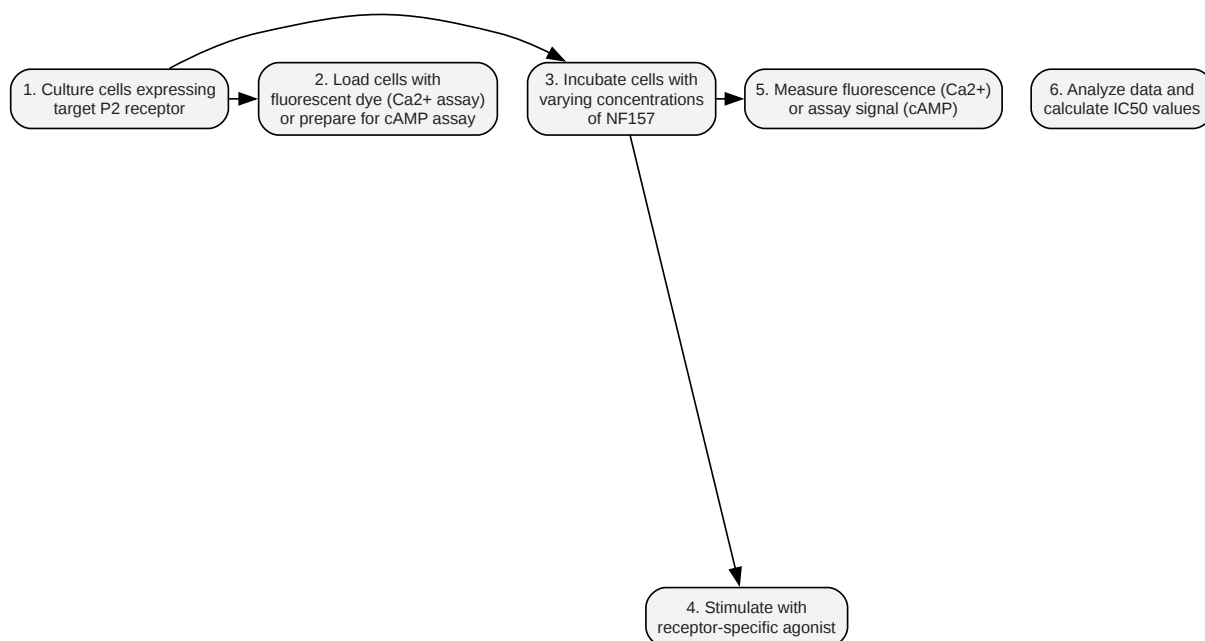 1. Culture cells expressing
target P2 receptor
2. Load cells with
fluorescent dye (Ca2+ assay)
or prepare for cAMP assay
3. Incubate cells with
varying concentrations
of NF157
5. Measure fluorescence (Ca2+)
or assay signal (cAMP)
6. Analyze data and
calculate IC50 values
4. Stimulate with
receptor-specific agonist